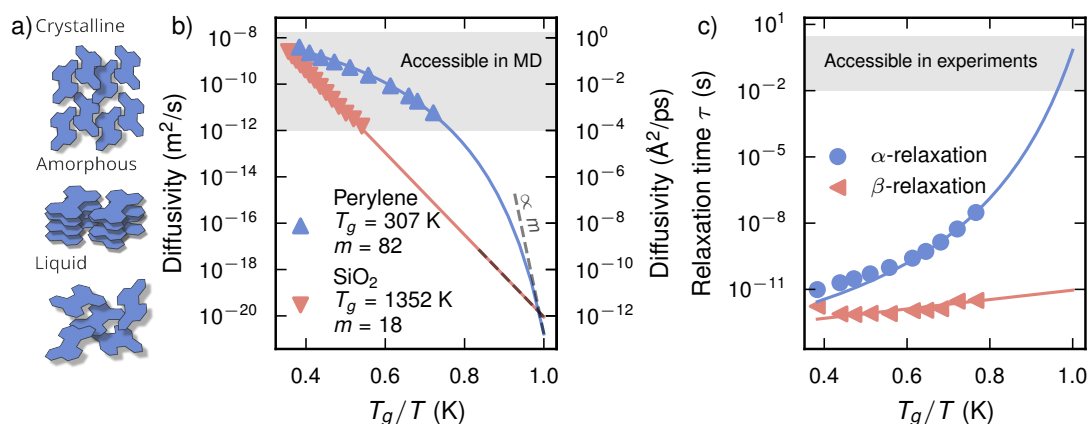 a)
Crystalline
Amorphous
Liquid
b)
Diffusivity (m²/s)
10⁻⁸
10⁻¹⁰
10⁻¹²
10⁻¹⁴
10⁻¹⁶
10⁻¹⁸
10⁻²⁰
Accessible in MD
Perylene
T_g = 307 K
m = 82
SiO₂
T_g = 1352 K
m = 18
∝ m
0.4
0.6
0.8
1.0
T_g/T (K)
10⁰
10⁻²
10⁻⁴
10⁻⁶
10⁻⁸
10⁻¹⁰
10⁻¹²
Diffusivity (Å²/ps)
c)
Relaxation time τ (s)
10¹
10⁻²
10⁻⁵
10⁻⁸
10⁻¹¹
Accessible in experiments
α-relaxation
β-relaxation
0.4
0.6
0.8
1.0
T_g/T (K)